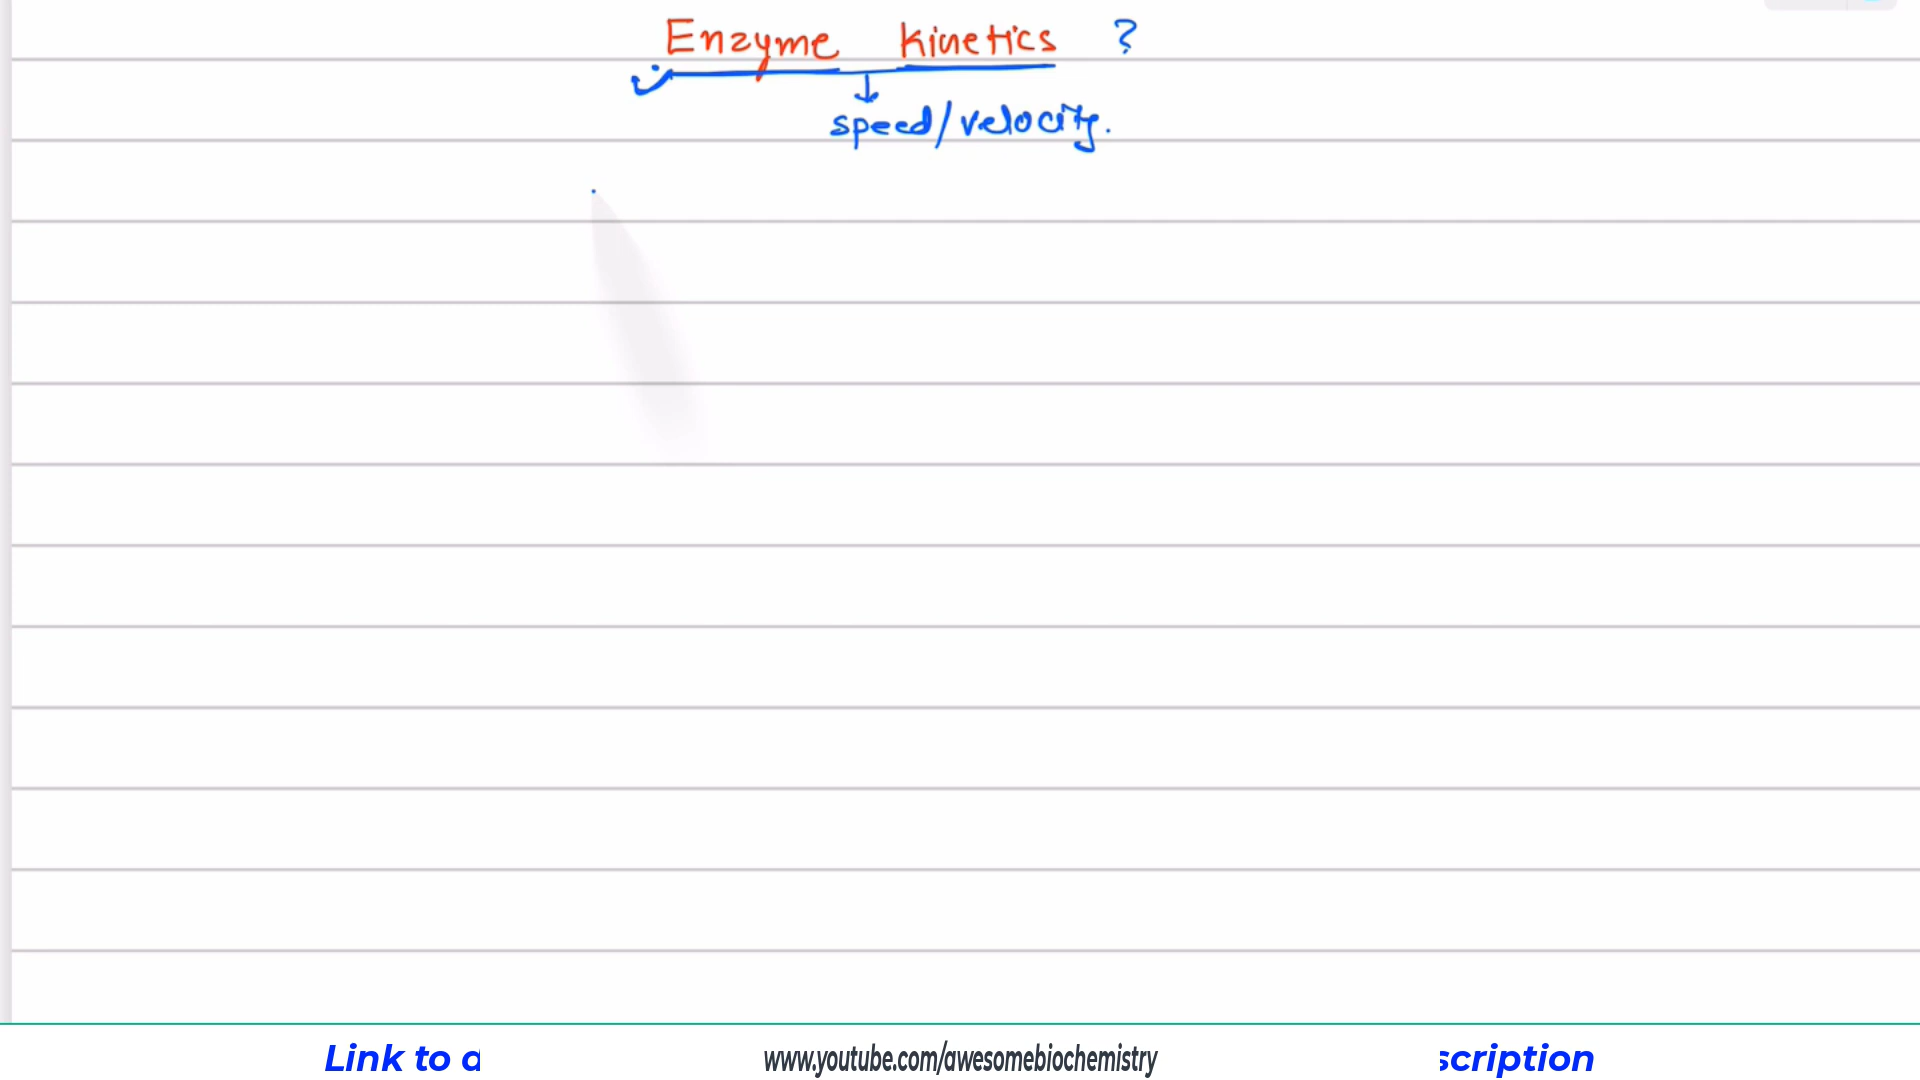 Enzyme kinetics ?
speed/velocity.
Link to
www.youtube.com/awesomebiochemistry
scription